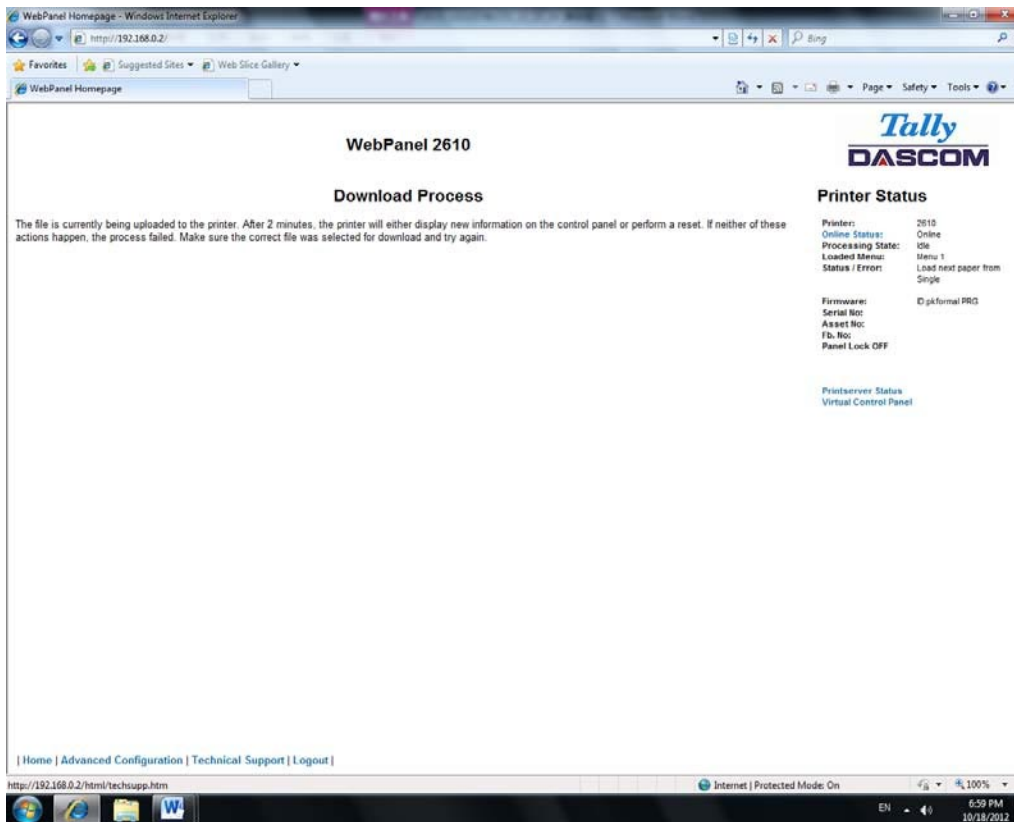 WebPanel Homepage - Windows Internet Explorer
http://192.168.0.2/
Bing
Favorites Suggested Sites Web Slice Gallery
WebPanel Homepage
Page Safety Tools
Tally
DASCOM
WebPanel 2610
Download Process
The file is currently being uploaded to the printer. After 2 minutes, the printer will either display new information on the control panel or perform a reset. If neither of these
actions happen, the process failed. Make sure the correct file was selected for download and try again.
Printer Status
Printer: 2610
Online Status: Online
Processing State: Idle
Loaded Menu: Menu 1
Status / Error: Load next paper from
Single
Firmware: ID:pkformal PRG
Serial No:
Asset No:
Fb. No:
Panel Lock OFF
Printserver Status
Virtual Control Panel
| Home | Advanced Configuration | Technical Support | Logout |
http://192.168.0.2/html/techsupp.htm
Internet | Protected Mode: On
100%
W
EN
6:59 PM
10/18/2012